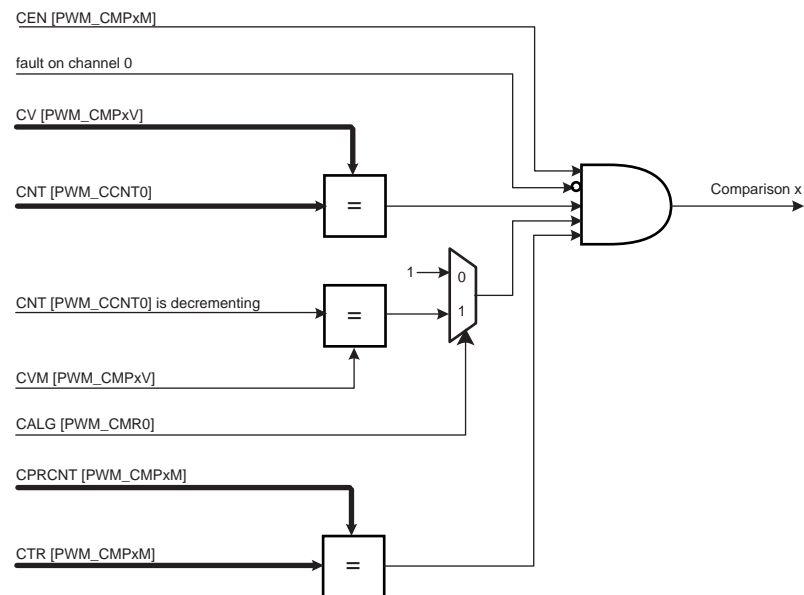 CEN [PWM_CMPxM]
fault on channel 0
CV [PWM_CMPxV]
CNT [PWM_CCNT0]
=
Comparison x
1
0
CNT [PWM_CCNT0] is decrementing
=
1
CVM [PWM_CMPxV]
CALG [PWM_CMR0]
CPRCNT [PWM_CMPxM]
CTR [PWM_CMPxM]
=